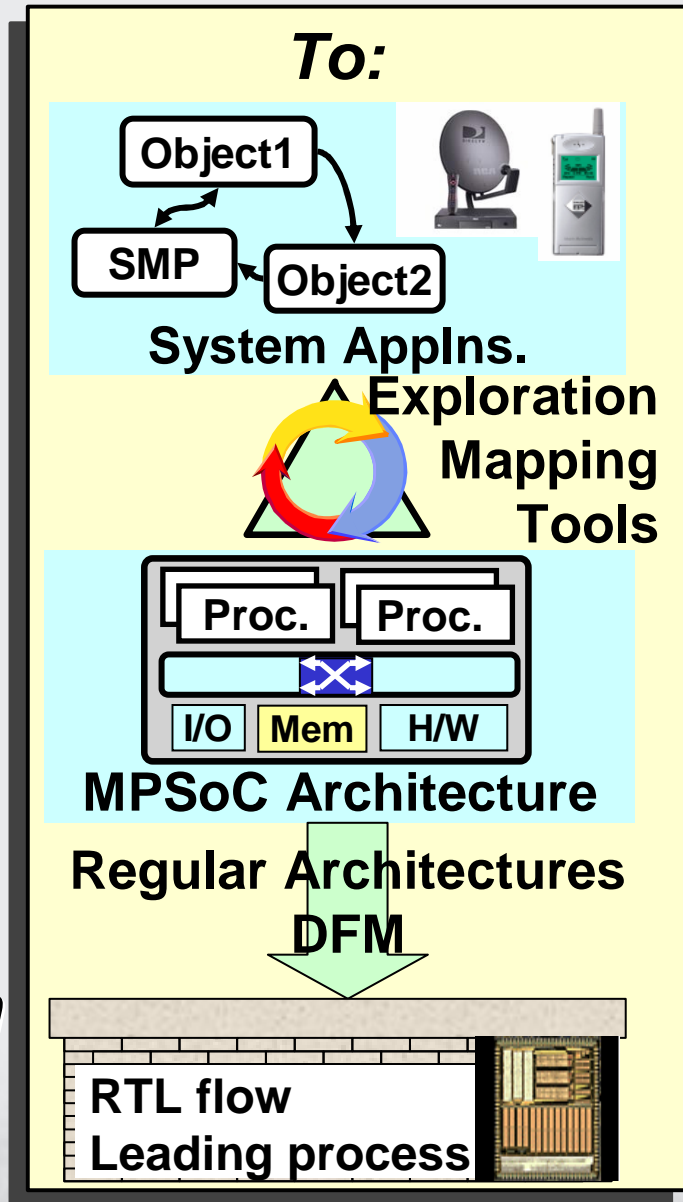 To:
Object1
SMP
Object2
System Applns.
Exploration
Mapping
Tools
Proc.
Proc.
I/O
Mem
H/W
MPSoC Architecture
Regular Architectures
DFM
RTL flow
Leading process